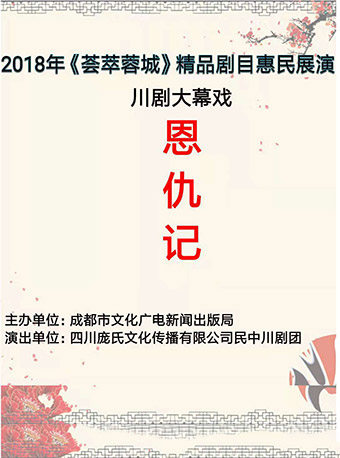 2018年《荟萃蓉城》精品剧目惠民展演
川剧大幕戏
恩
仇
记
主办单位：成都市文化广电新闻出版局
演出单位：四川庞氏文化传播有限公司民中川剧团